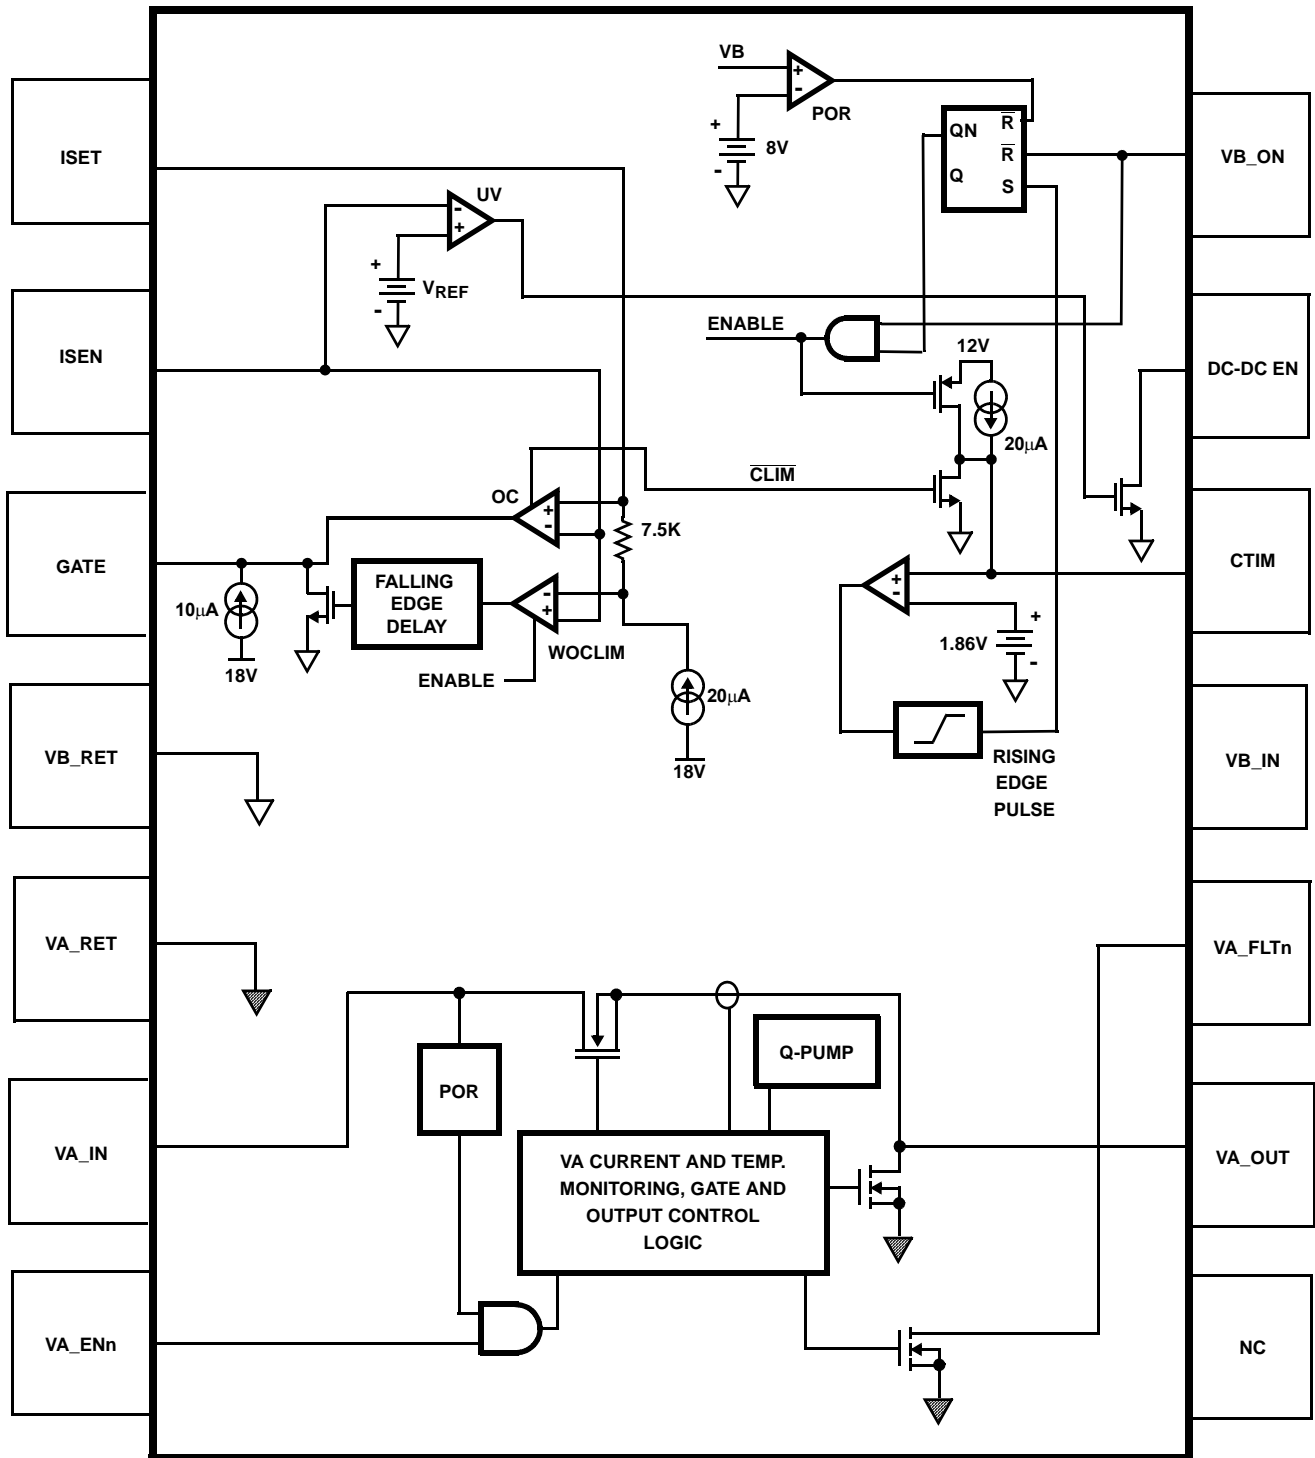 VB
+
-
POR
+
-
8V
QN
Q
R̅
R̅
S
ISET
VB_ON
UV
-
+
+
-
VREF
ISEN
ENABLE
12V
20µA
DC-DC EN
C̅L̅I̅M̅
OC
+
-
7.5K
GATE
10µA
18V
FALLING
EDGE
DELAY
-
+
WOCLIM
ENABLE
20µA
18V
CTIM
+
-
1.86V
+
-
RISING
EDGE
PULSE
VB_RET
VB_IN
VA_RET
VA_FLTn
POR
Q-PUMP
VA_IN
VA CURRENT AND TEMP.
MONITORING, GATE AND
OUTPUT CONTROL
LOGIC
VA_OUT
VA_ENn
NC